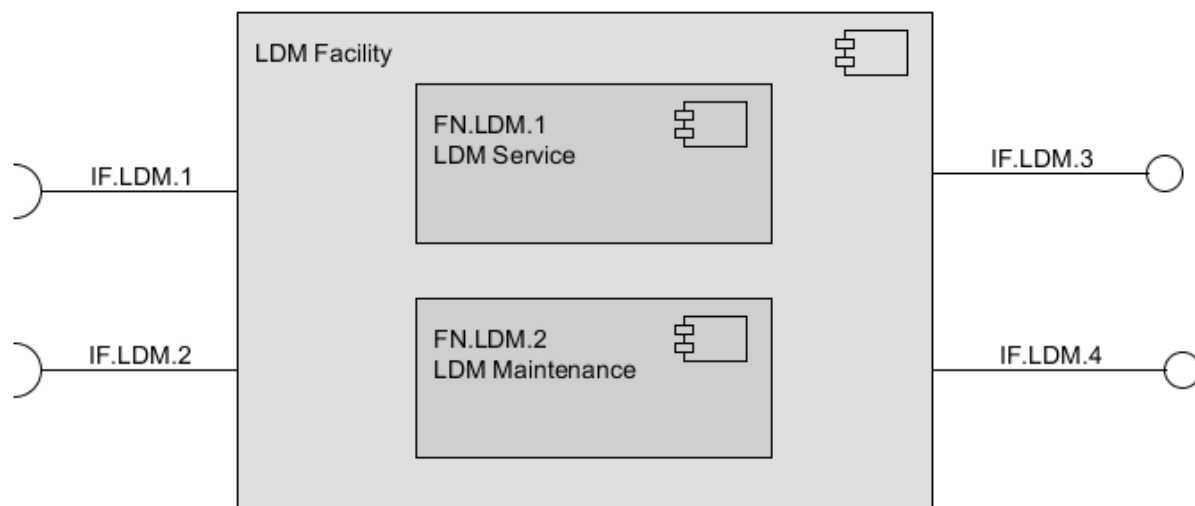 LDM Facility
FN.LDM.1
LDM Service
IF.LDM.1
IF.LDM.3
FN.LDM.2
LDM Maintenance
IF.LDM.2
IF.LDM.4